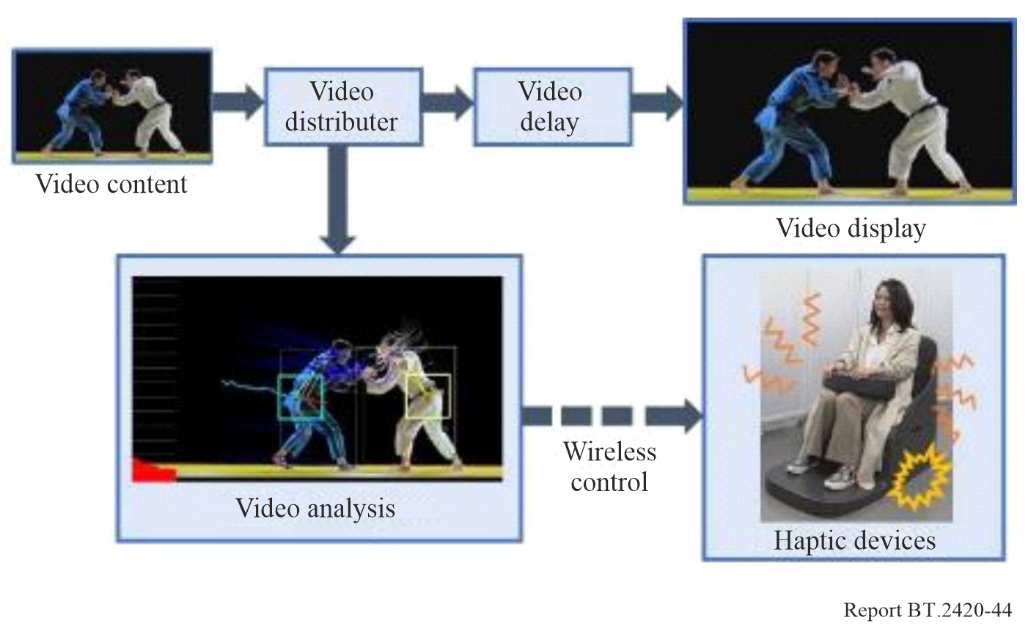 Video
distributer
Video
delay
Video content
Video display
Video analysis
Wireless
control
Haptic devices
Report BT.2420-44